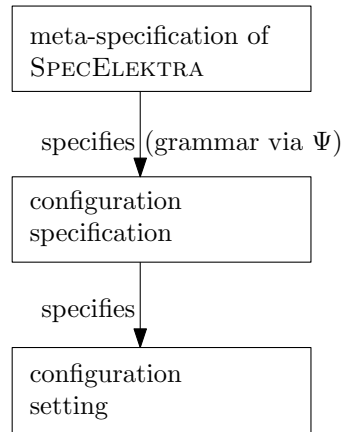 meta-specification of
SPECELEKTRA
specifies (grammar via Ψ)
configuration
specification
specifies
configuration
setting